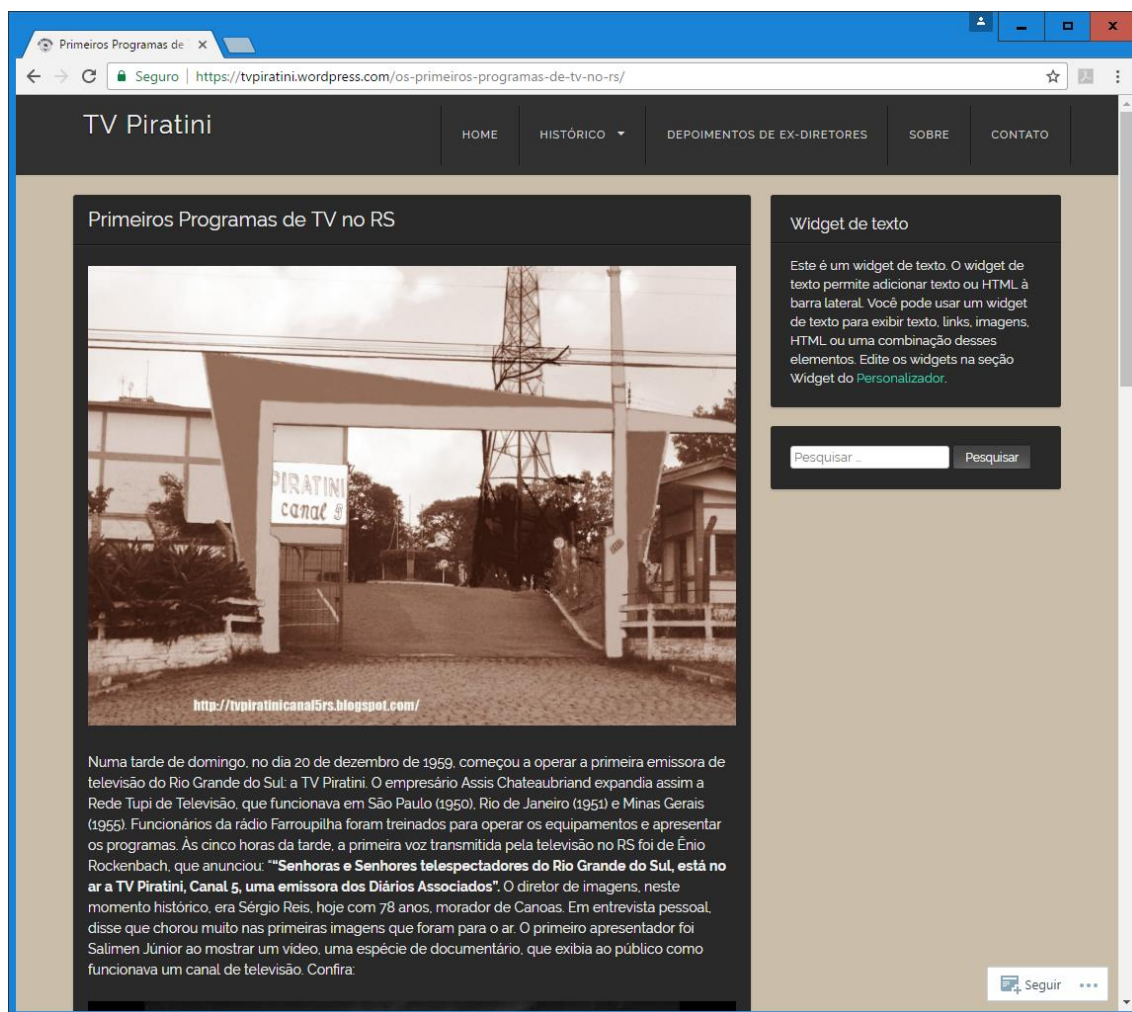 Primeiros Programas de
Seguro | https://tvpiratini.wordpress.com/os-primeiros-programas-de-tv-no-rs/
TV Piratini
HOME
HISTÓRICO
DEPOIMENTOS DE EX-DIRETORES
SOBRE
CONTATO
Primeiros Programas de TV no RS
PIRATINI
canal 5
http://tvpiratinicanal5rs.blogspot.com/
Numa tarde de domingo, no dia 20 de dezembro de 1959, começou a operar a primeira emissora de
televisão do Rio Grande do Sul: a TV Piratini. O empresário Assis Chateaubriand expandia assim a
Rede Tupi de Televisão, que funcionava em São Paulo (1950), Rio de Janeiro (1951) e Minas Gerais
(1955). Funcionários da rádio Farroupilha foram treinados para operar os equipamentos e apresentar
os programas. Às cinco horas da tarde, a primeira voz transmitida pela televisão no RS foi de Ênio
Rockenbach, que anunciou: "“Senhoras e Senhores telespectadores do Rio Grande do Sul, está no
ar a TV Piratini, Canal 5, uma emissora dos Diários Associados”. O diretor de imagens, neste
momento histórico, era Sérgio Reis, hoje com 78 anos, morador de Canoas. Em entrevista pessoal,
disse que chorou muito nas primeiras imagens que foram para o ar. O primeiro apresentador foi
Salimen Júnior ao mostrar um vídeo, uma espécie de documentário, que exibia ao público como
funcionava um canal de televisão. Confira:
Widget de texto
Este é um widget de texto. O widget de
texto permite adicionar texto ou HTML à
barra lateral. Você pode usar um widget
de texto para exibir texto, links, imagens,
HTML ou uma combinação desses
elementos. Edite os widgets na seção
Widget do Personalizador.
Pesquisar …
Pesquisar
Seguir